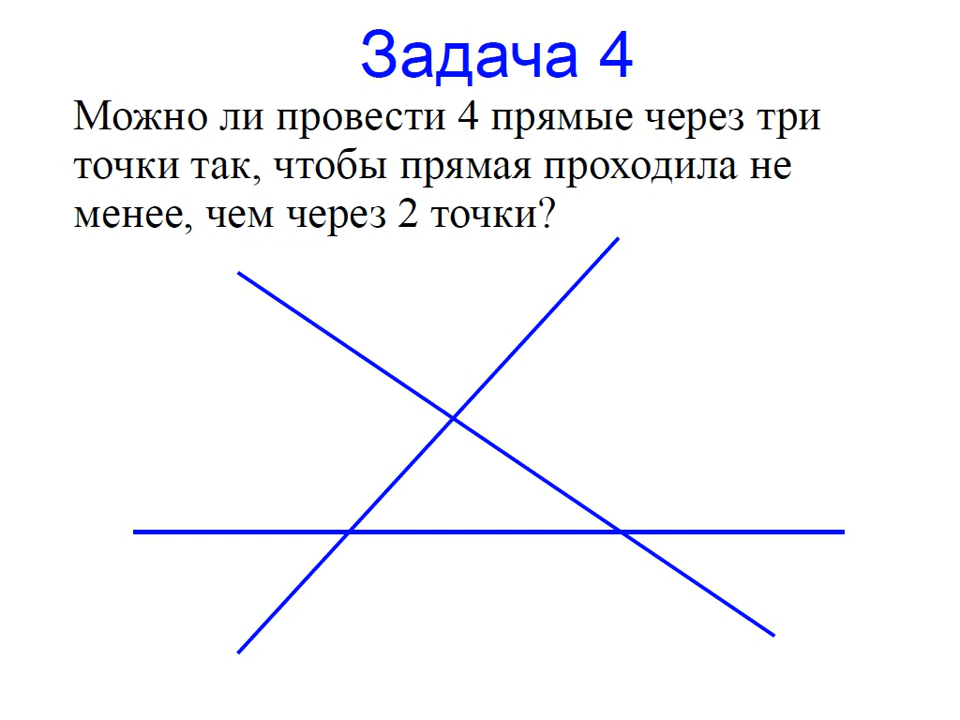 Задача 4
Можно ли провести 4 прямые через три
точки так, чтобы прямая проходила не
менее, чем через 2 точки?